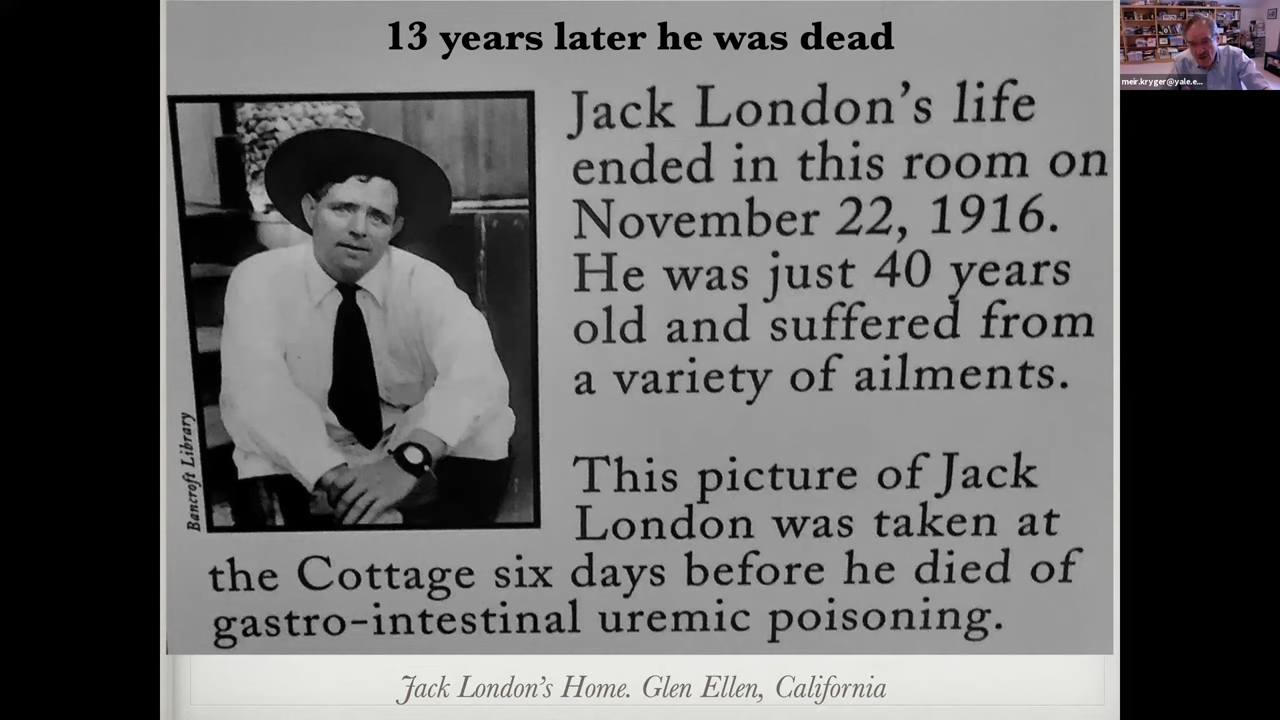 13 years later he was dead
Jack London's life
ended in this room on
November 22, 1916.
He was just 40 years
old and suffered from
a variety of ailments.
This picture of Jack
London was taken at
the Cottage six days before he died of
gastro-intestinal uremic poisoning.
Bancroft Library
Jack London's Home. Glen Ellen, California
meir.kryger@yale.e...